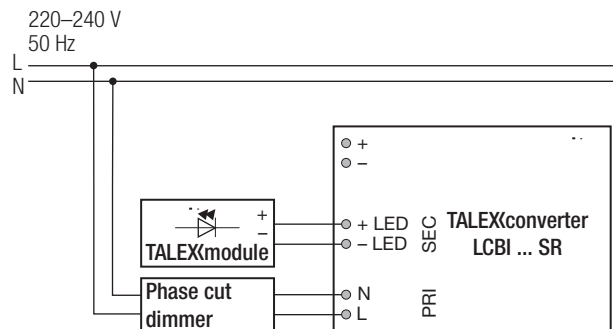 220–240 V
50 Hz
L
N
+
–
+
–
TALEXmodule
+ LED
– LED
SEC
TALEXconverter
LCBI ... SR
Phase cut
dimmer
N
L
PRI